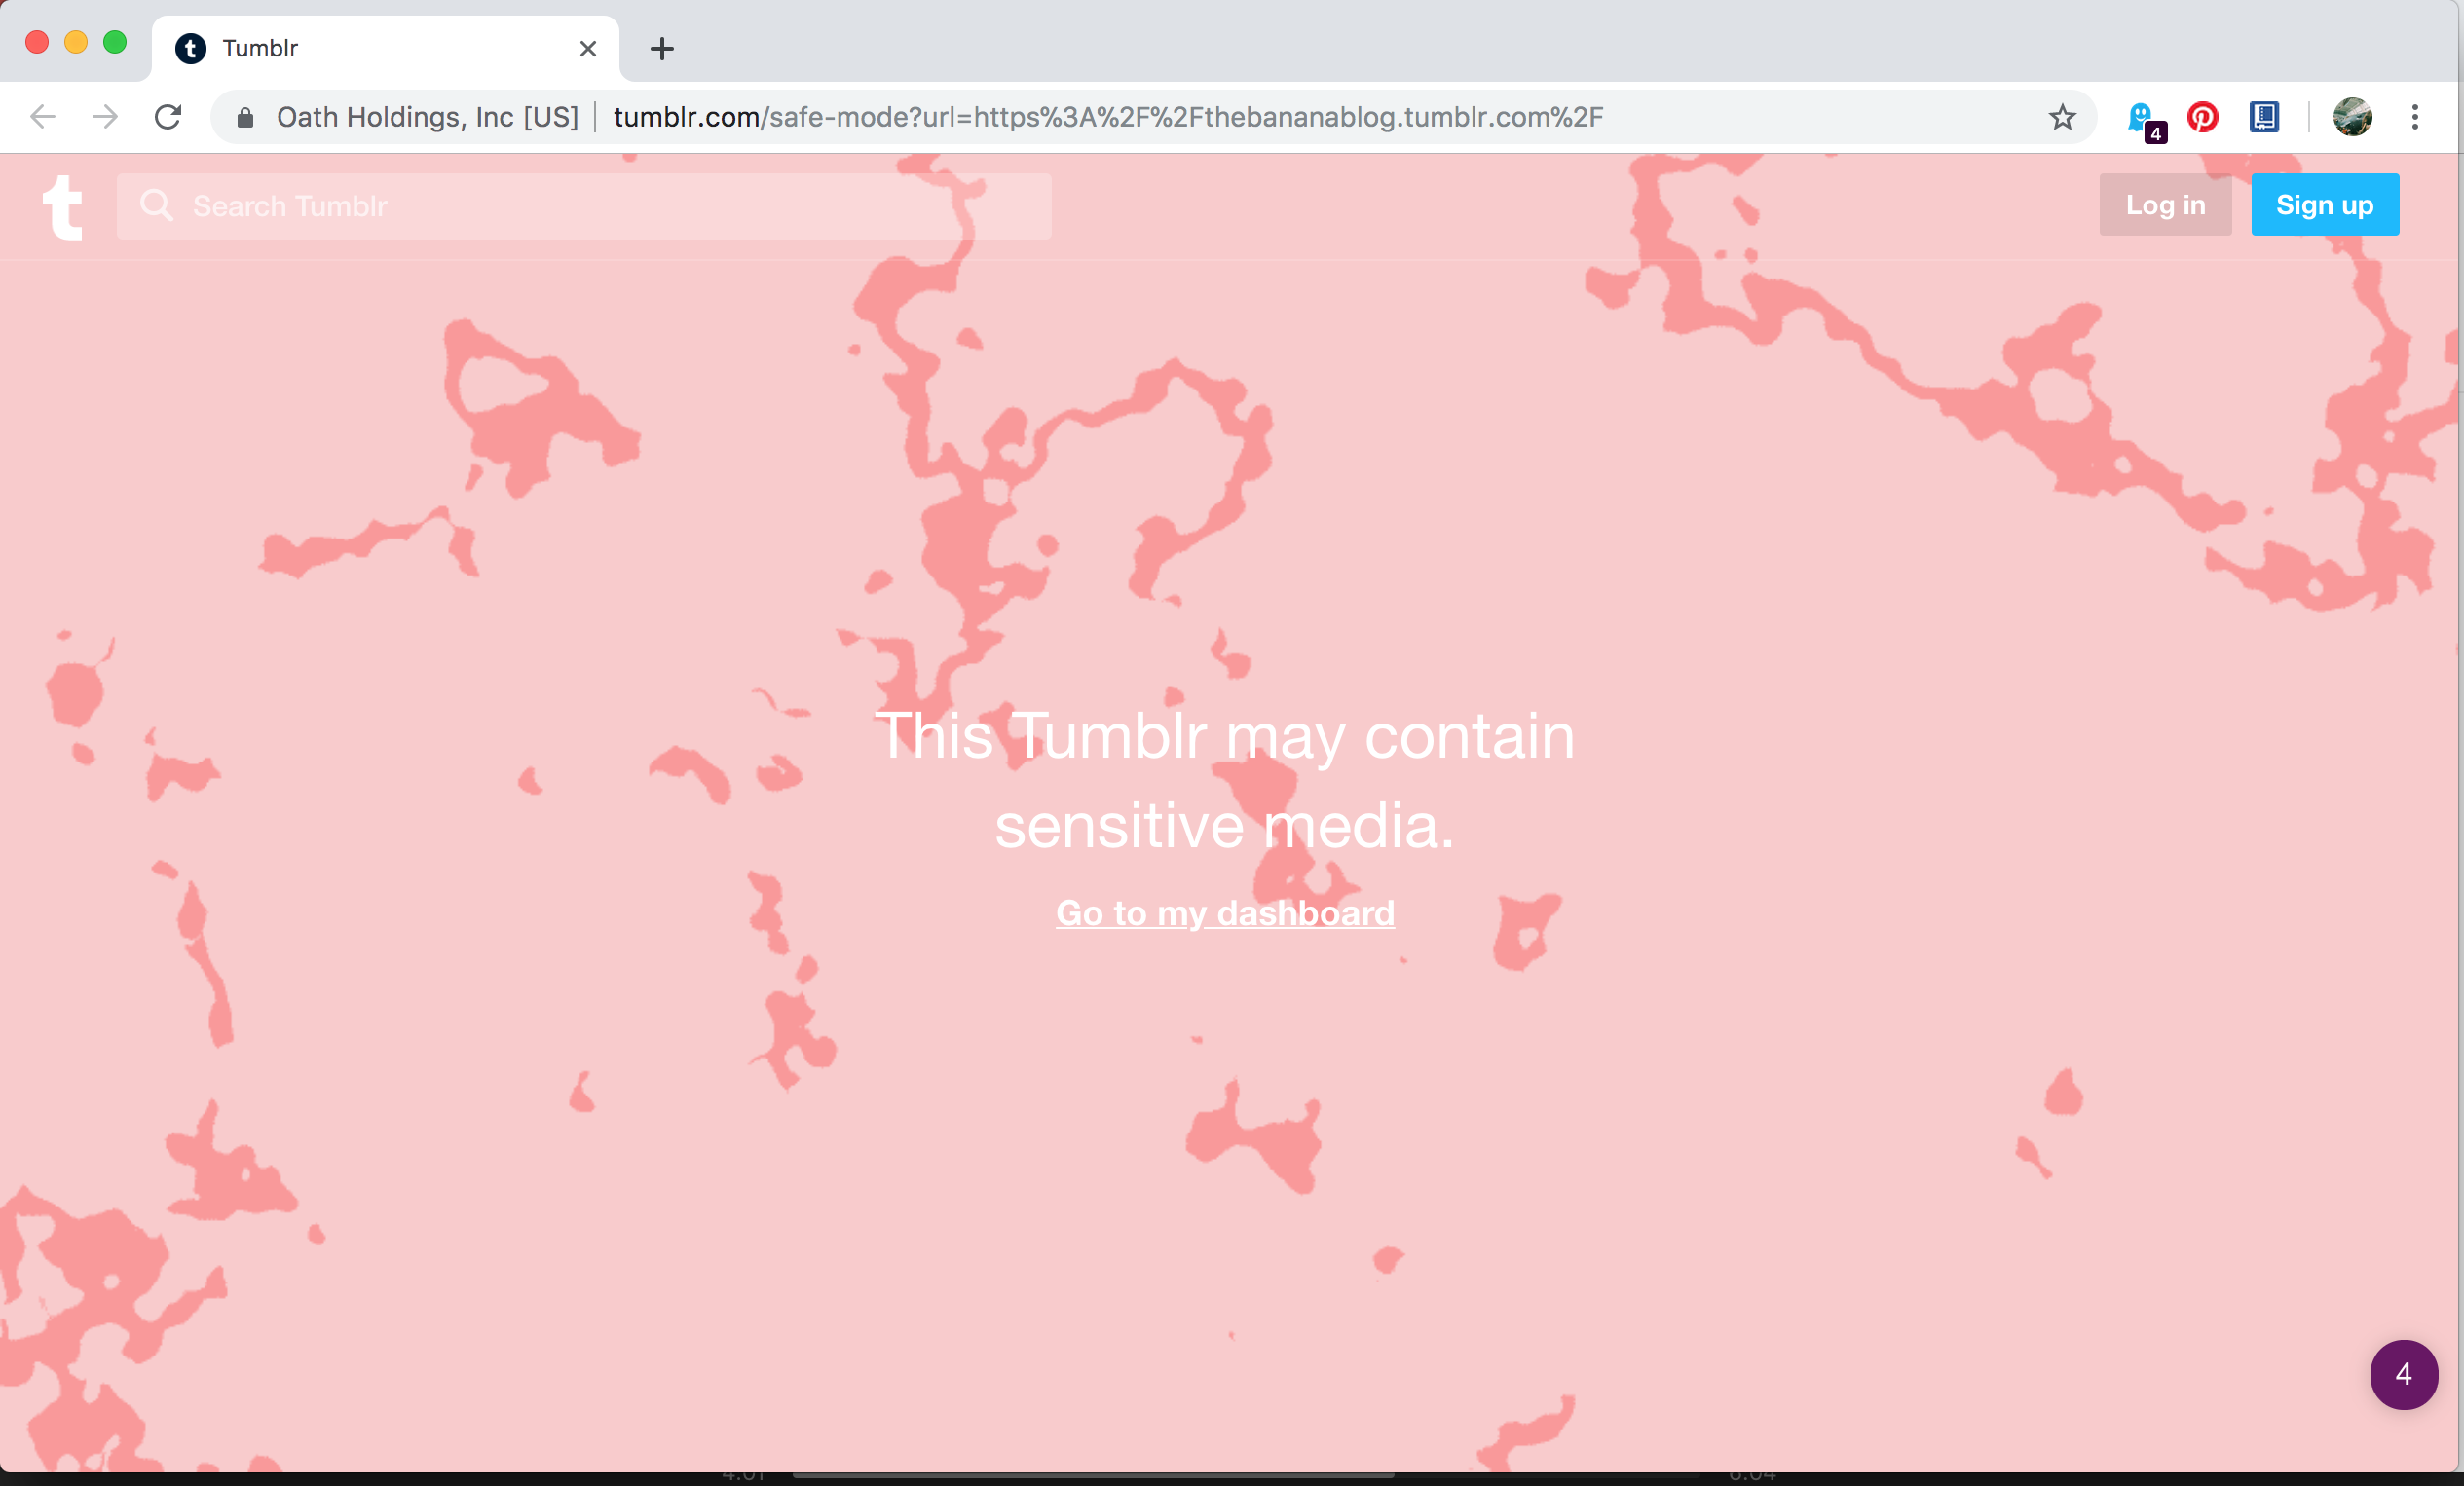 Tumblr
Oath Holdings, Inc [US] | tumblr.com/safe-mode?url=https%3A%2F%2Fthebananablog.tumblr.com%2F
4
t
Search Tumblr
Log in
Sign up
This Tumblr may contain
sensitive media.
Go to my dashboard
4